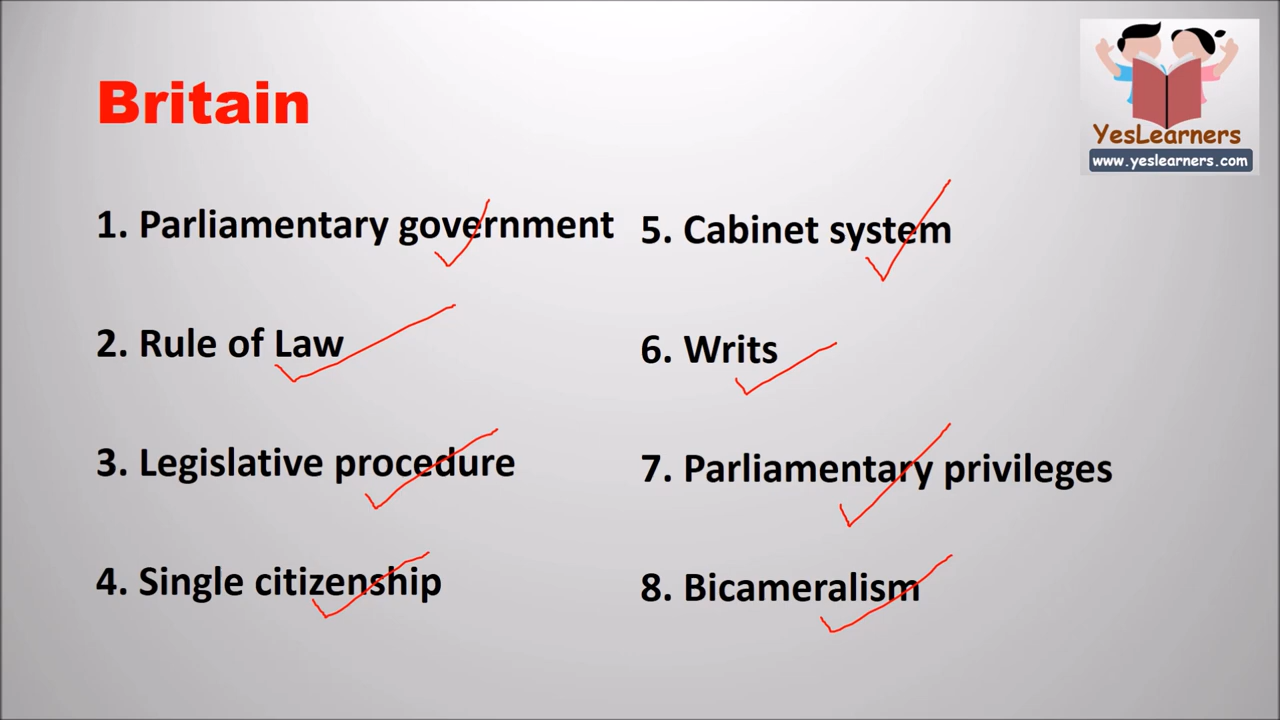 Britain
YesLearners
www.yeslearners.com
1. Parliamentary government
2. Rule of Law
3. Legislative procedure
4. Single citizenship
5. Cabinet system
6. Writs
7. Parliamentary privileges
8. Bicameralism